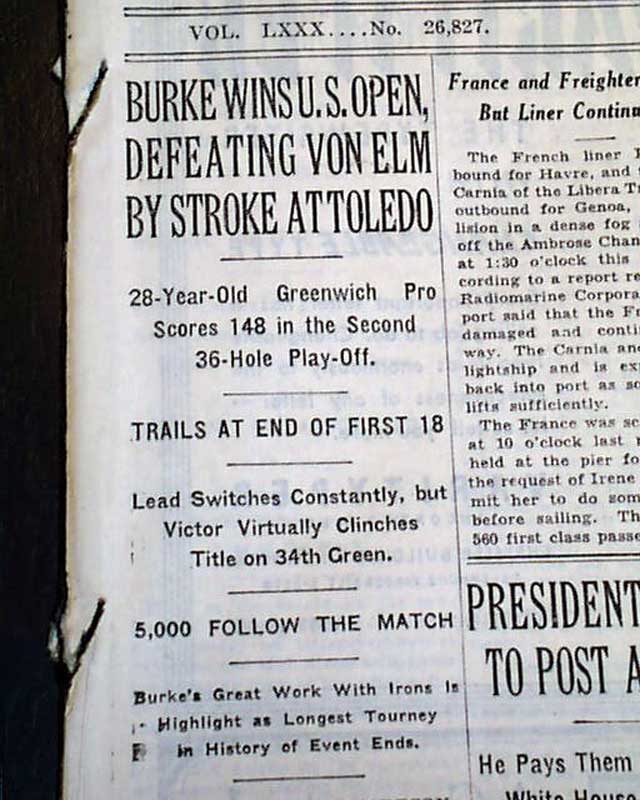 VOL. LXXX....No. 26,827.
BURKE WINS U.S. OPEN,
DEFEATING VON ELM
BY STROKE AT TOLEDO
28-Year-Old Greenwich Pro
Scores 148 in the Second
36-Hole Play-Off.
TRAILS AT END OF FIRST 18
Lead Switches Constantly, but
Victor Virtually Clinches
Title on 34th Green.
5,000 FOLLOW THE MATCH
Burke's Great Work With Irons Is
Highlight as Longest Tourney
in History of Event Ends.
France and Freighter
But Liner Continu
The French liner
bound for Havre, and
Carnia of the Libera
outbound for Genoa,
lision in a dense fog
off the Ambrose Chan
at 1:30 o'clock this
cording to a report re
Radiomarine Corpora
port said that the Fr
damaged and conti
way. The Carnia and
lightship and is ex
back into port as so
lifts sufficiently.
The France was sc
at 10 o'clock last
held at the pier fo
the request of Irene
mit her to do som
before sailing. Th
560 first class passe
PRESIDENT
TO POST A
He Pays Them
White House